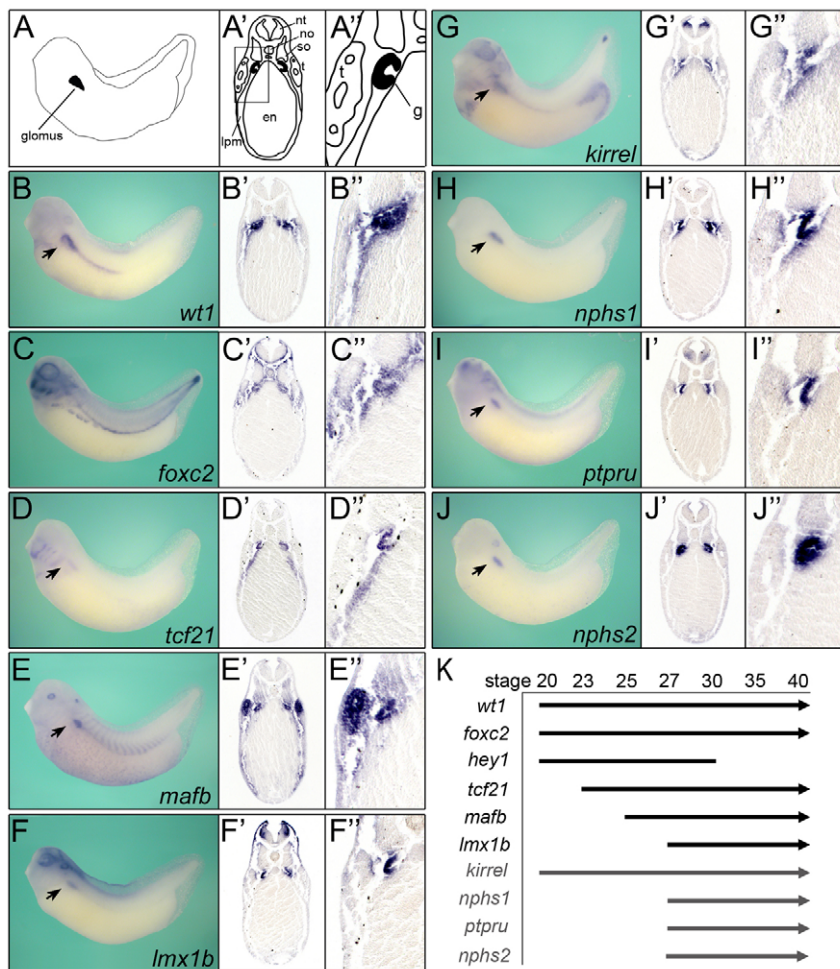 A
glomus
A'
nt
no
so
t
en
lpm
A''
t
g
B
wt1
B'
B''
C
foxc2
C'
C''
D
tcf21
D'
D''
E
mafb
E'
E''
F
lmx1b
F'
F''
G
kirrel
G'
G''
H
nphs1
H'
H''
I
ptpru
I'
I''
J
nphs2
J'
J''
K
stage 20 23 25 27 30 35 40
wt1
foxc2
hey1
tcf21
mafb
lmx1b
kirrel
nphs1
ptpru
nphs2